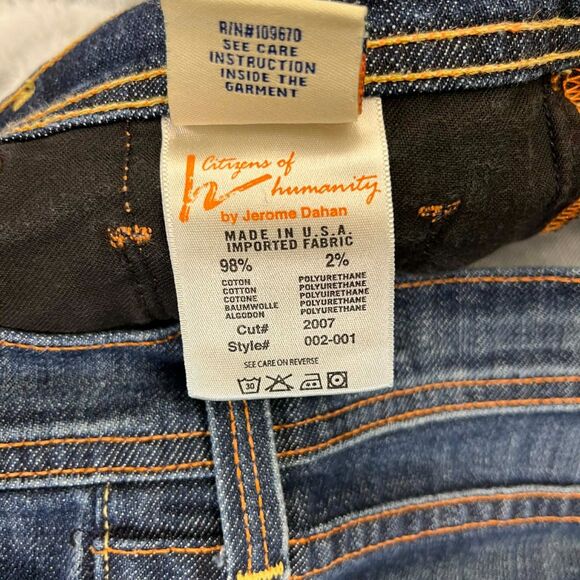 R/N#109670
SEE CARE
INSTRUCTION
INSIDE THE
GARMENT
Citizens of
humanity
by Jerome Dahan
MADE IN U.S.A.
IMPORTED FABRIC
98% 2%
COTON POLYURETHANE
COTTON POLYURETHANE
COTONE POLYUIRETHANE
BAUMWOLLE POLYURETHANE
ALGODON POLYURETHANE
Cut# 2007
Style# 002-001
SEE CARE ON REVERSE
30